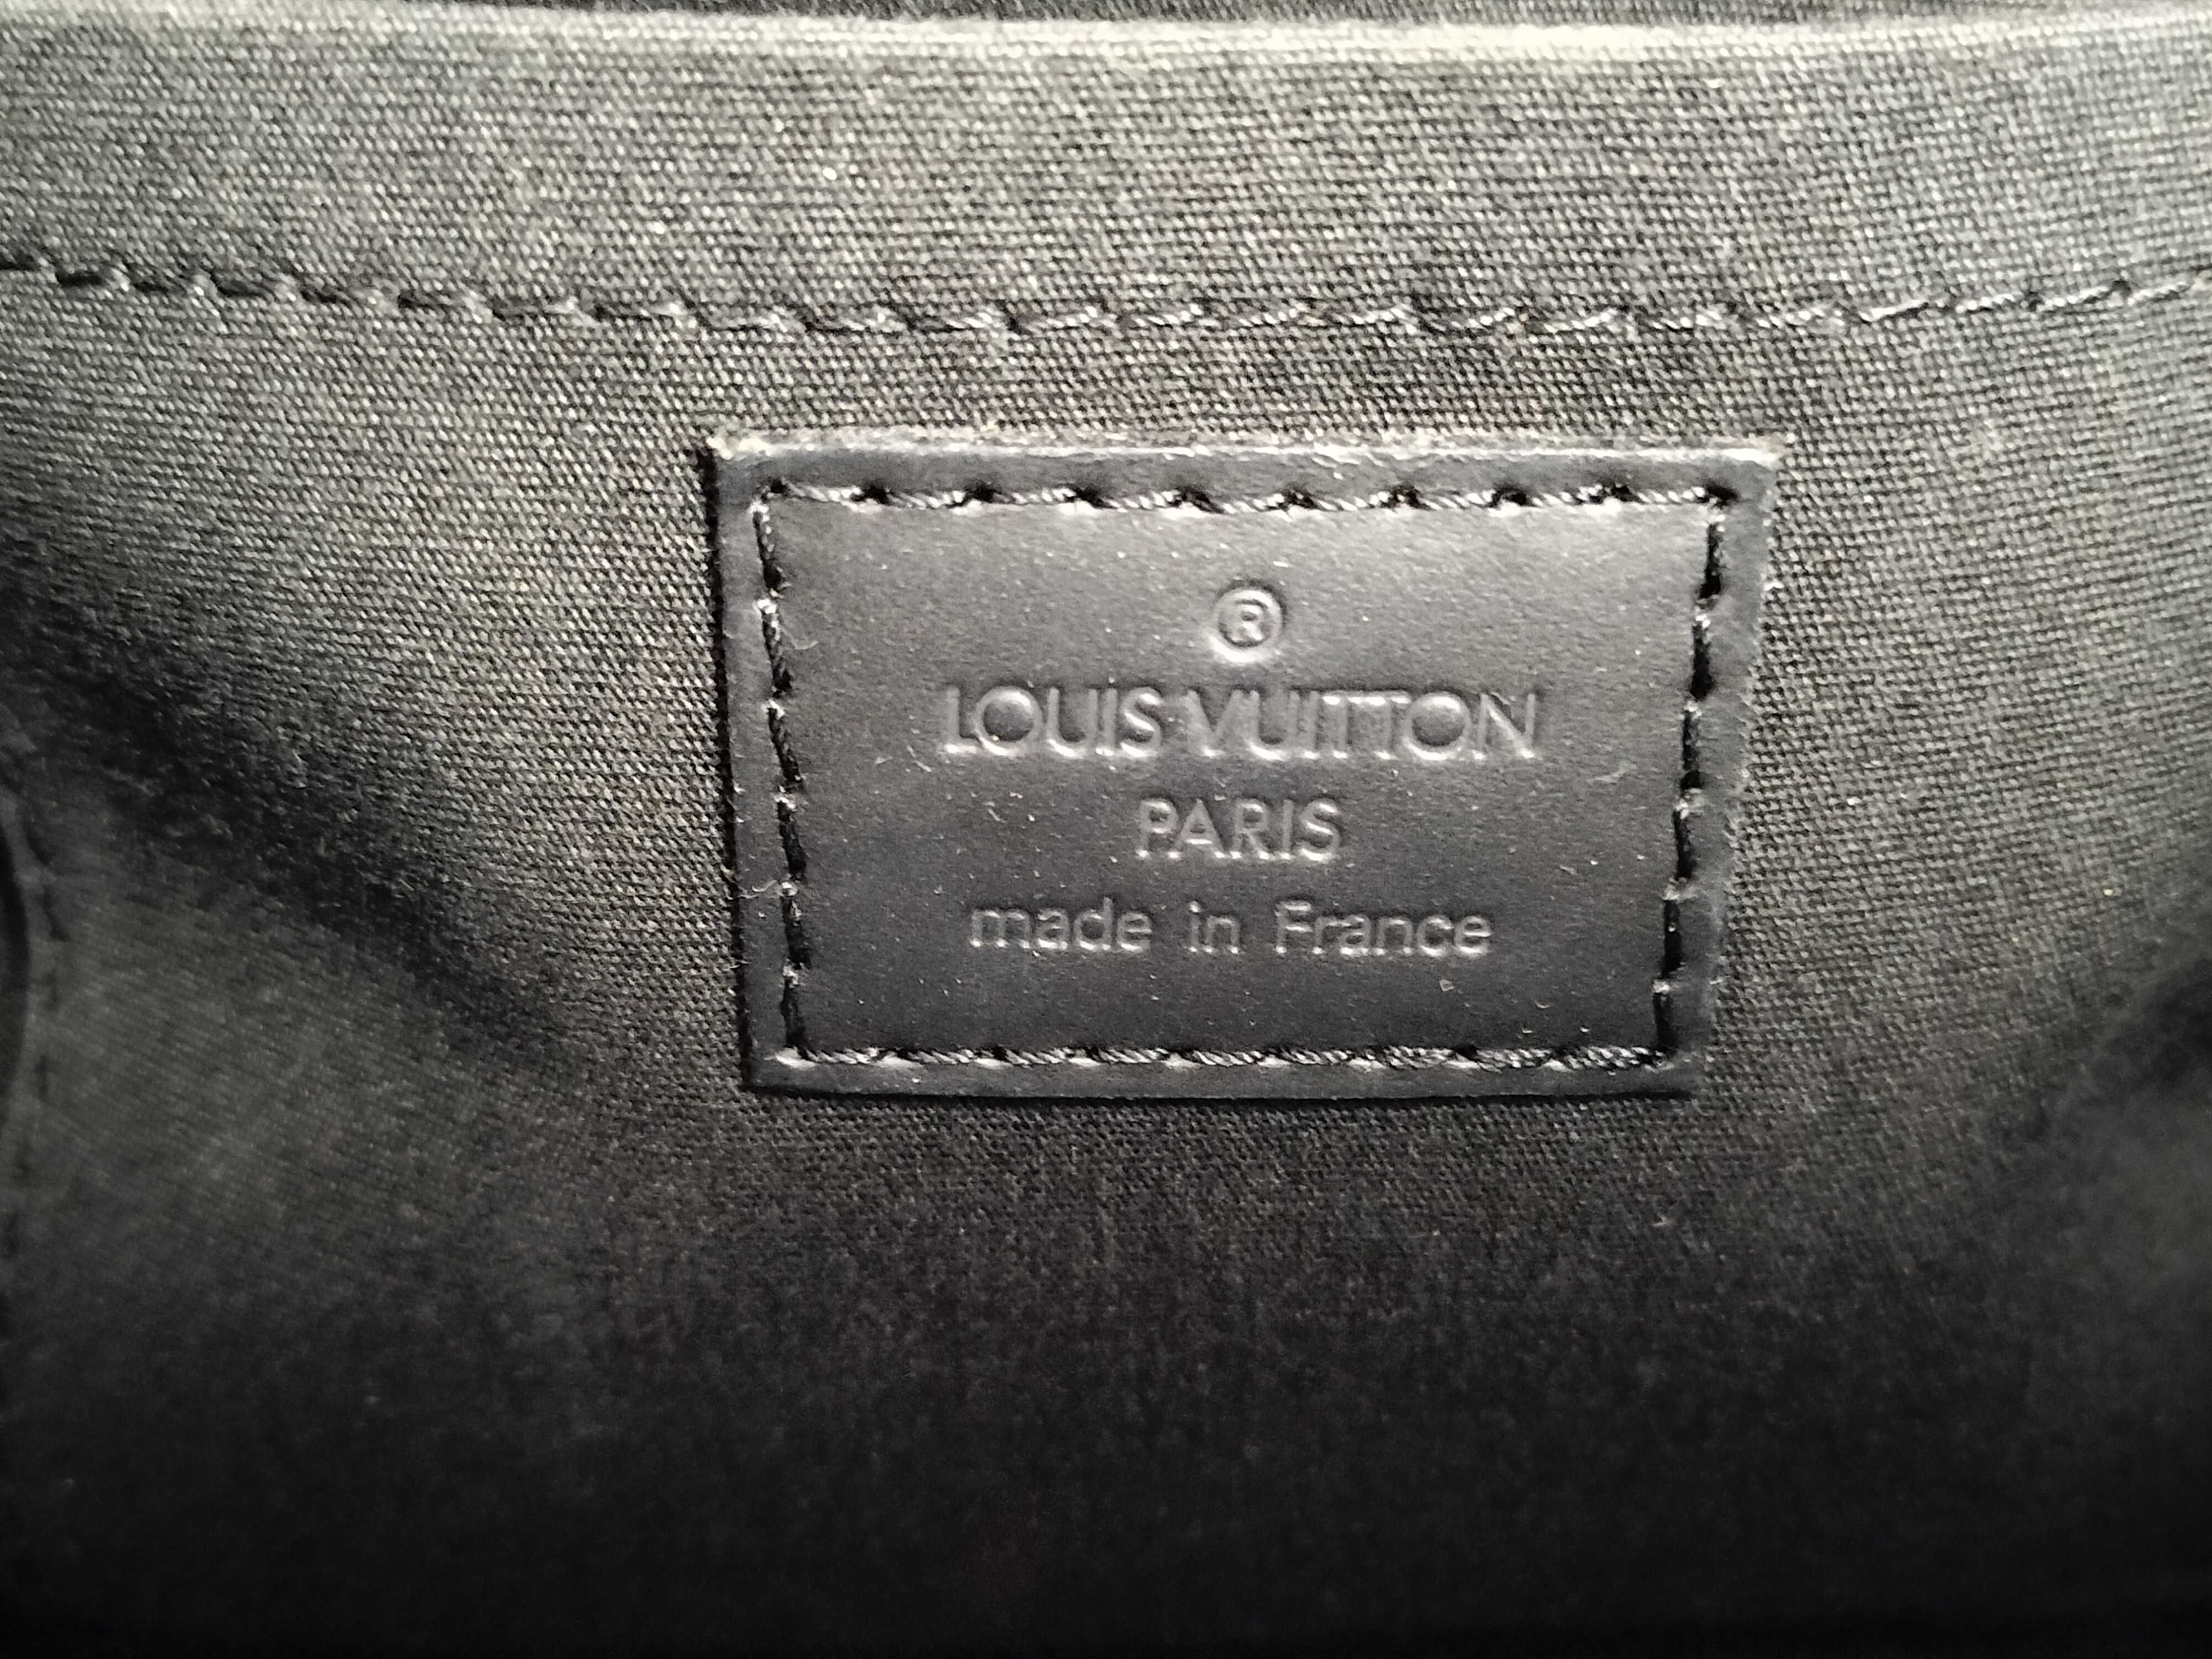 ®
LOUIS VUITTON
PARIS
made in France